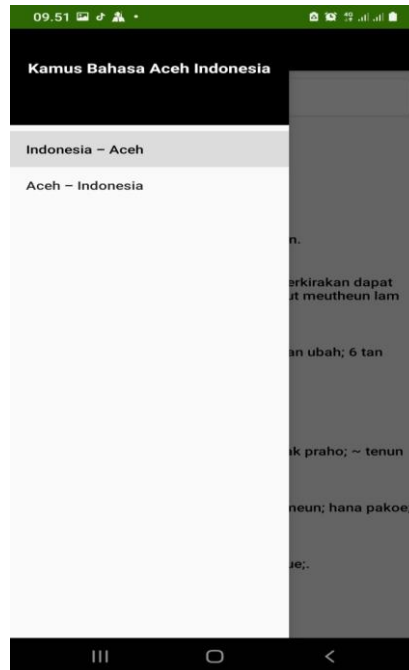 09.51
Kamus Bahasa Aceh Indonesia
Indonesia – Aceh
Aceh – Indonesia
n.
erkirakan dapat
ut meutheun lam
an ubah; 6 tan
ak praho; ~ tenun
neun; hana pakoe;
ue;.